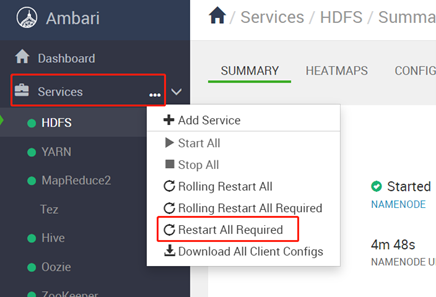 Ambari
/ Services / HDFS / Summa
Dashboard
SUMMARY HEATMAPS CONFIG
Services ...
HDFS
Add Service
YARN
Start All
Stop All
MapReduce2
Rolling Restart All
Started
Tez
Rolling Restart All Required
NAMENODE
Hive
Restart All Required
Oozie
Download All Client Configs
4m 48s
NAMENODE U
ZooKeeper